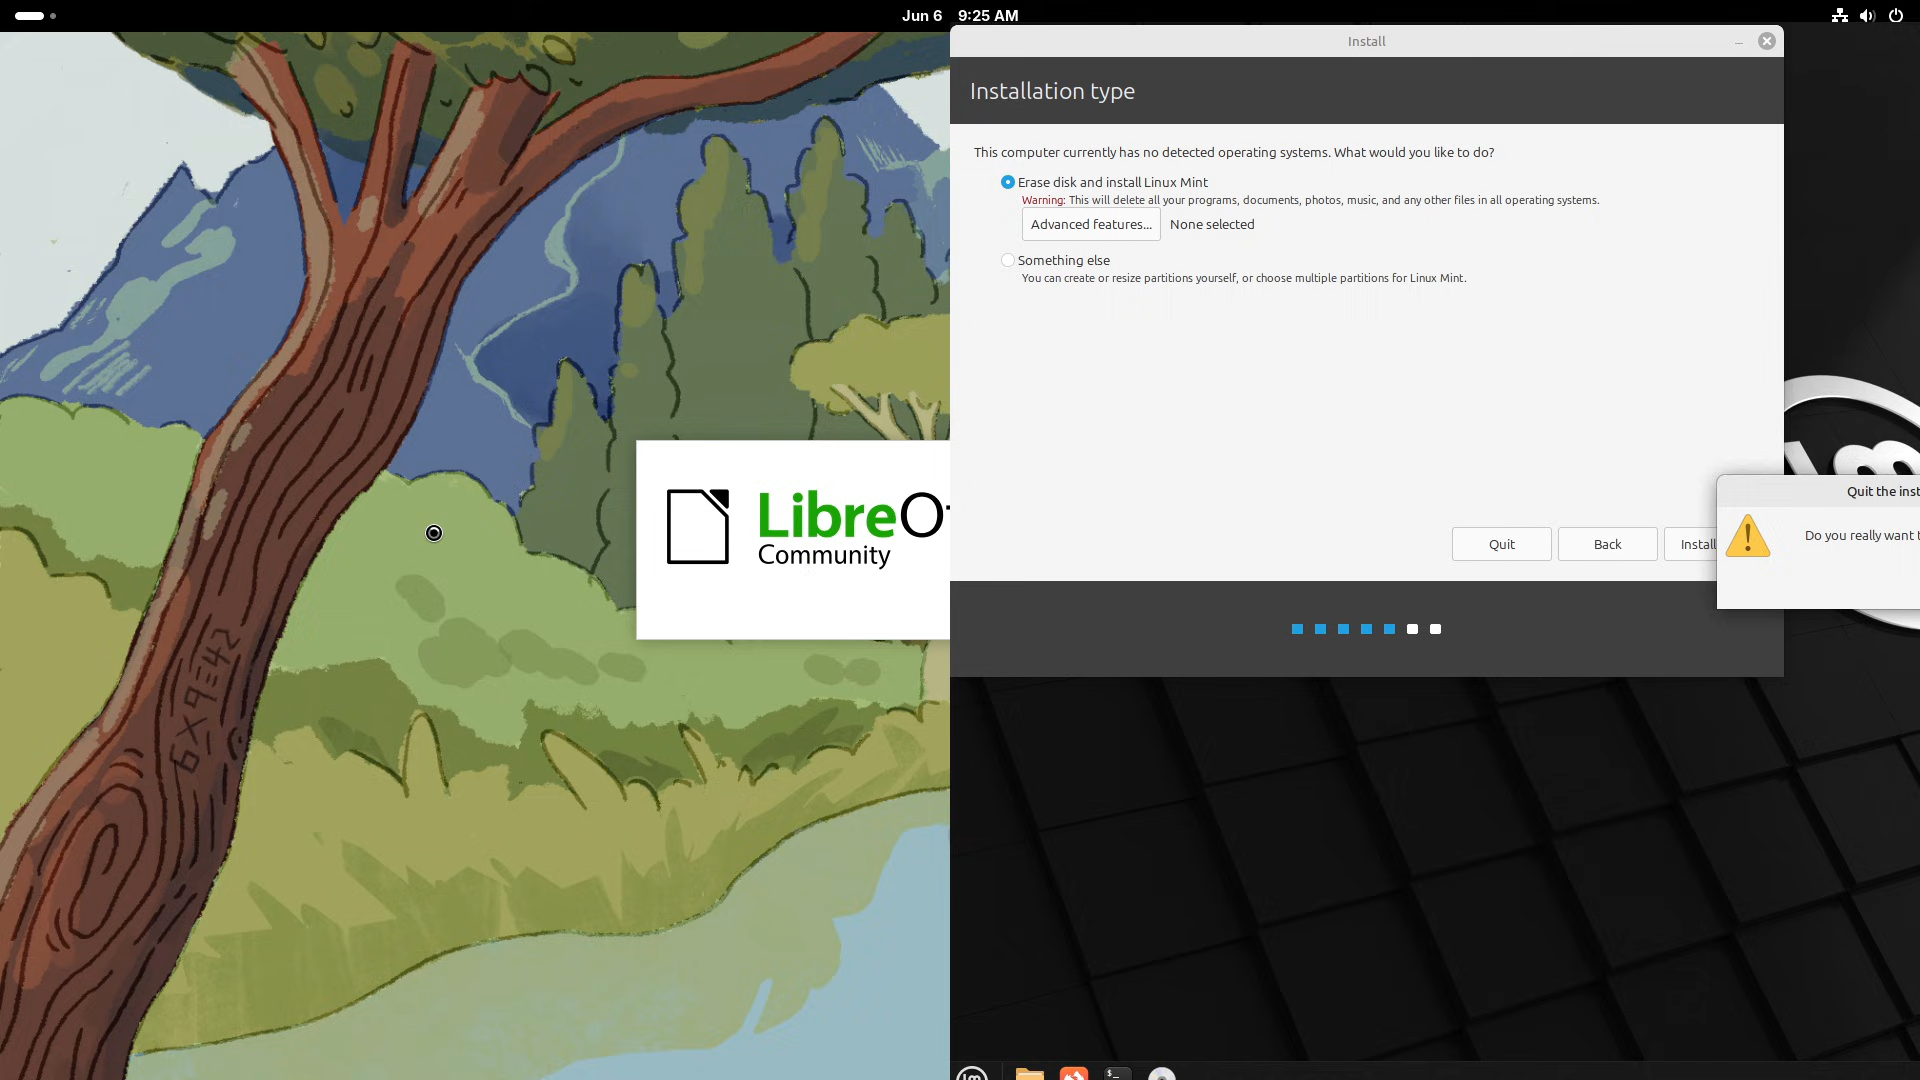 Jun 6 9:25 AM
LibreO
Community
6×9=42
Install
Installation type
This computer currently has no detected operating systems. What would you like to do?
Erase disk and install Linux Mint
Warning: This will delete all your programs, documents, photos, music, and any other files in all operating systems.
Advanced features... None selected
Something else
You can create or resize partitions yourself, or choose multiple partitions for Linux Mint.
Quit Back Install
Quit the inst
Do you really want t
$_